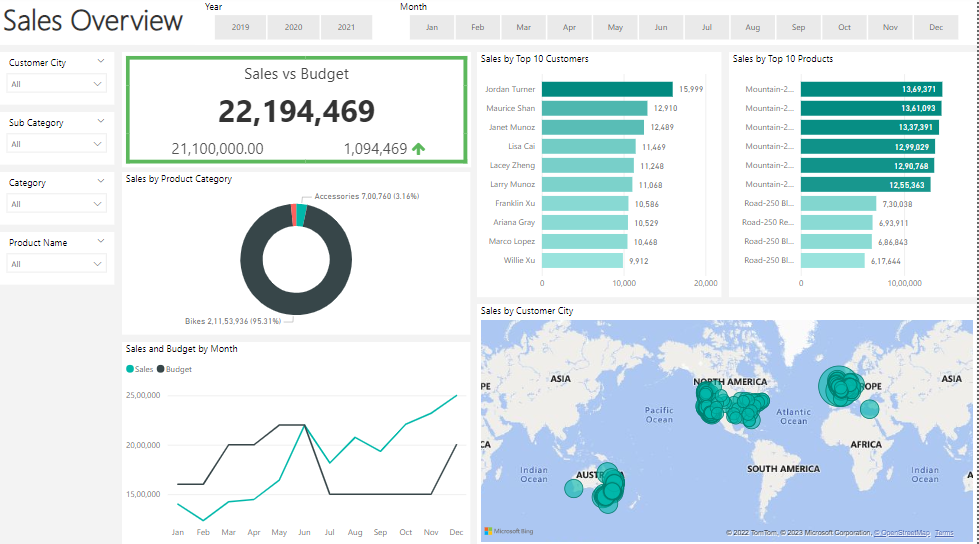 Sales Overview
Year
2019
2020
2021
Month
Jan
Feb
Mar
Apr
May
Jun
Jul
Aug
Sep
Oct
Nov
Dec
Customer City
All
Sub Category
All
Category
All
Product Name
All
Sales vs Budget
22,194,469
21,100,000.00
1,094,469
Sales by Product Category
Accessories 7,00,760 (3.16%)
Bikes 2,11,53,936 (95.31%)
Sales and Budget by Month
Sales Budget
25,00,000
20,00,000
15,00,000
Jan Feb Mar Apr May Jun Jul Aug Sep Oct Nov Dec
Sales by Top 10 Customers
Jordan Turner 15,999
Maurice Shan 12,910
Janet Munoz 12,489
Lisa Cai 11,469
Lacey Zheng 11,248
Larry Munoz 11,068
Franklin Xu 10,586
Ariana Gray 10,529
Marco Lopez 10,468
Willie Xu 9,912
0 10,000 20,000
Sales by Top 10 Products
Mountain-2... 13,69,371
Mountain-2... 13,61,093
Mountain-2... 13,37,391
Mountain-2... 12,99,029
Mountain-2... 12,90,768
Mountain-2... 12,55,363
Road-250 Bl... 7,30,038
Road-250 Re... 6,93,911
Road-250 Bl... 6,86,843
Road-250 Bl... 6,17,644
0 10,00,000
Sales by Customer City
PE
ASIA
NORTH AMERICA
OPE
ASIA
Pacific
Ocean
Atlantic
Ocean
CA
AFRICA
SOUTH AMERICA
Indian
Ocean
AUST
A
Indian
Ocean
A
Microsoft Bing
© 2022 TomTom, © 2023 Microsoft Corporation, © OpenStreetMap Terms